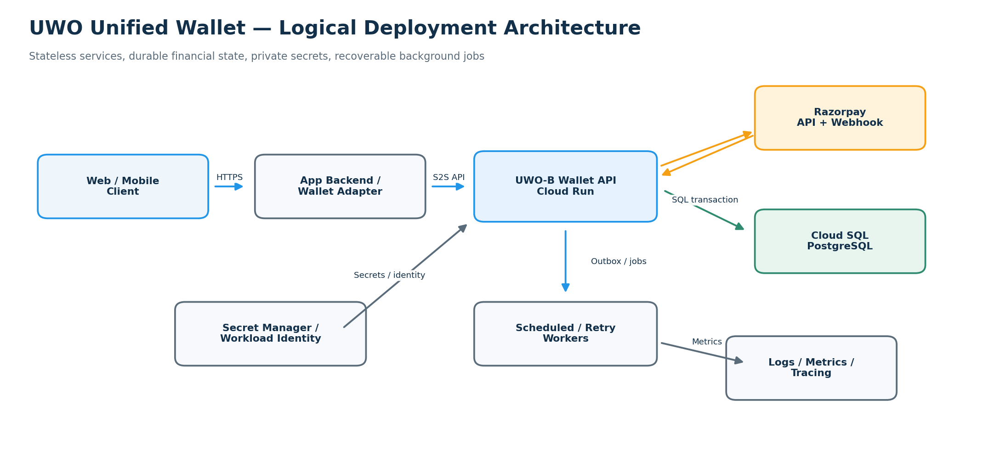 UWO Unified Wallet — Logical Deployment Architecture
Stateless services, durable financial state, private secrets, recoverable background jobs
Razorpay
API + Webhook
Web / Mobile
Client
HTTPS
App Backend /
Wallet Adapter
S2S API
UWO-B Wallet API
Cloud Run
SQL transaction
Cloud SQL
PostgreSQL
Outbox / jobs
Secrets / identity
Secret Manager /
Workload Identity
Scheduled / Retry
Workers
Metrics
Logs / Metrics /
Tracing